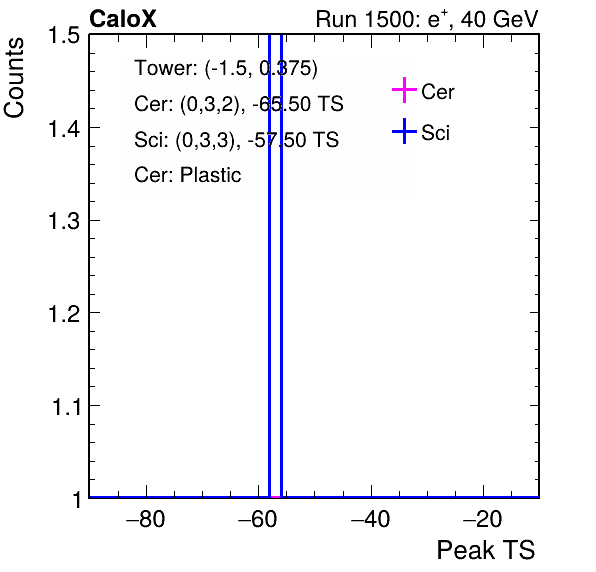 CaloX Run 1500: e⁺, 40 GeV
Counts
1.5
1.4
1.3
1.2
1.1
1
Tower: (-1.5, 0.375)
Cer: (0,3,2), -65.50 TS
Sci: (0,3,3), -57.50 TS
Cer: Plastic
Cer
Sci
−80 −60 −40 −20
Peak TS